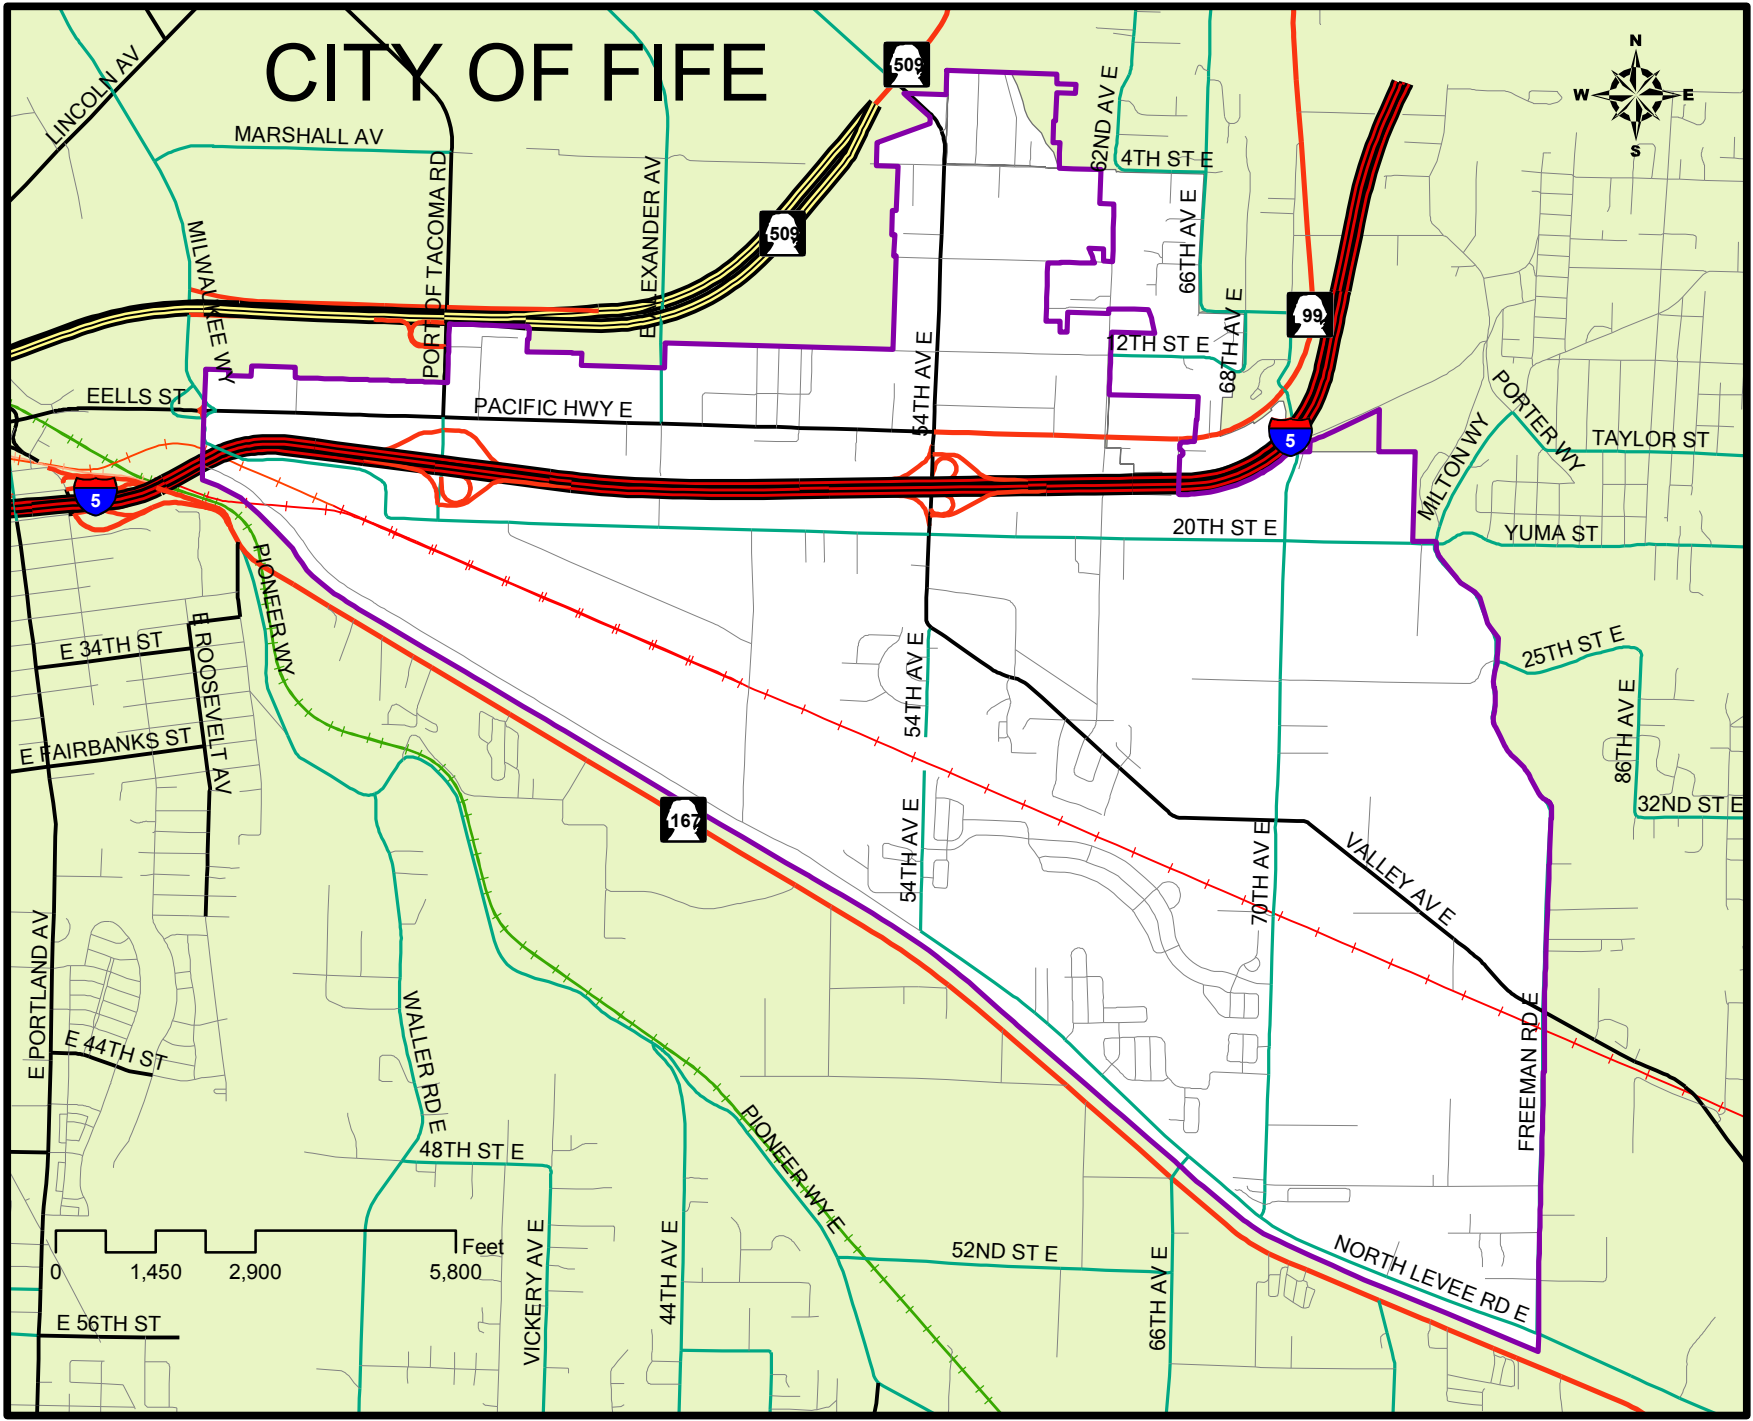 CITY OF FIFE
509
N
W
E
S
LINCOLN AV
MARSHALL AV
62ND AV E
4TH ST E
PORT OF TACOMA RD
E ALEXANDER AV
509
66TH AV E
MILWAUKEE WY
68TH AV E
99
12TH ST E
54TH AV E
EELLS ST
PACIFIC HWY E
PORTER WY
MILTON WY
TAYLOR ST
5
5
20TH ST E
YUMA ST
PIONEER WY
E 34TH ST
E ROOSEVELT AV
54TH AV E
25TH ST E
86TH AV E
E FAIRBANKS ST
32ND ST E
167
54TH AV E
70TH AV E
VALLEY AV E
E PORTLAND AV
WALLER RD E
FREEMAN RD E
E 44TH ST
PIONEER WY E
48TH ST E
VICKERY AV E
44TH AV E
52ND ST E
66TH AV E
NORTH LEVEE RD E
Feet
0 1,450 2,900 5,800
E 56TH ST